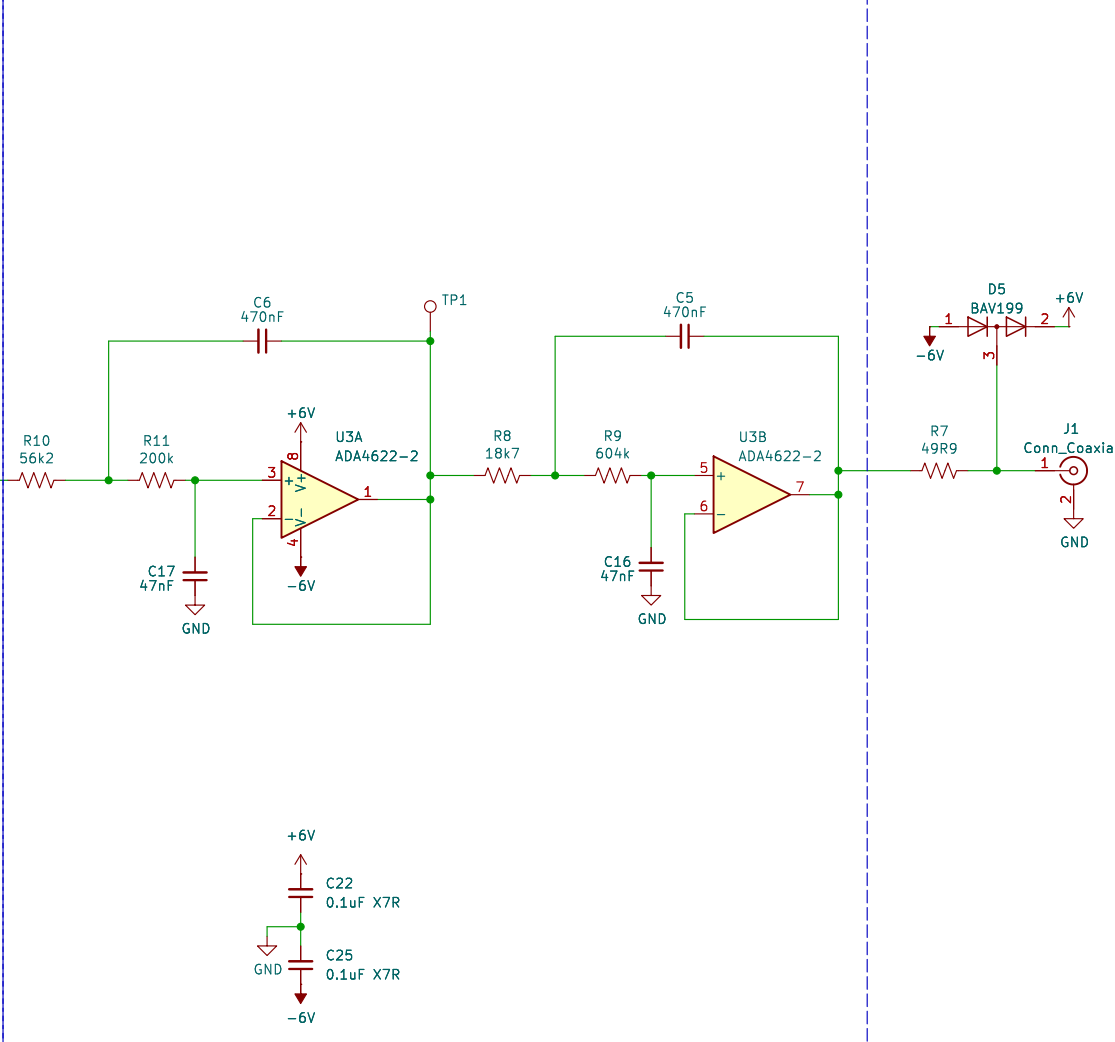 C6
470nF
TP1
C5
470nF
D5
BAV199
+6V
1
2
-6V
3
+6V
R10
56k2
R11
200k
8
U3A
ADA4622-2
3
+
V+
1
2
−
V−
4
-6V
C17
47nF
GND
R8
18k7
R9
604k
U3B
ADA4622-2
5
+
7
6
−
C16
47nF
GND
R7
49R9
J1
Conn_Coaxia
1
2
GND
+6V
C22
0.1uF X7R
GND
C25
0.1uF X7R
-6V